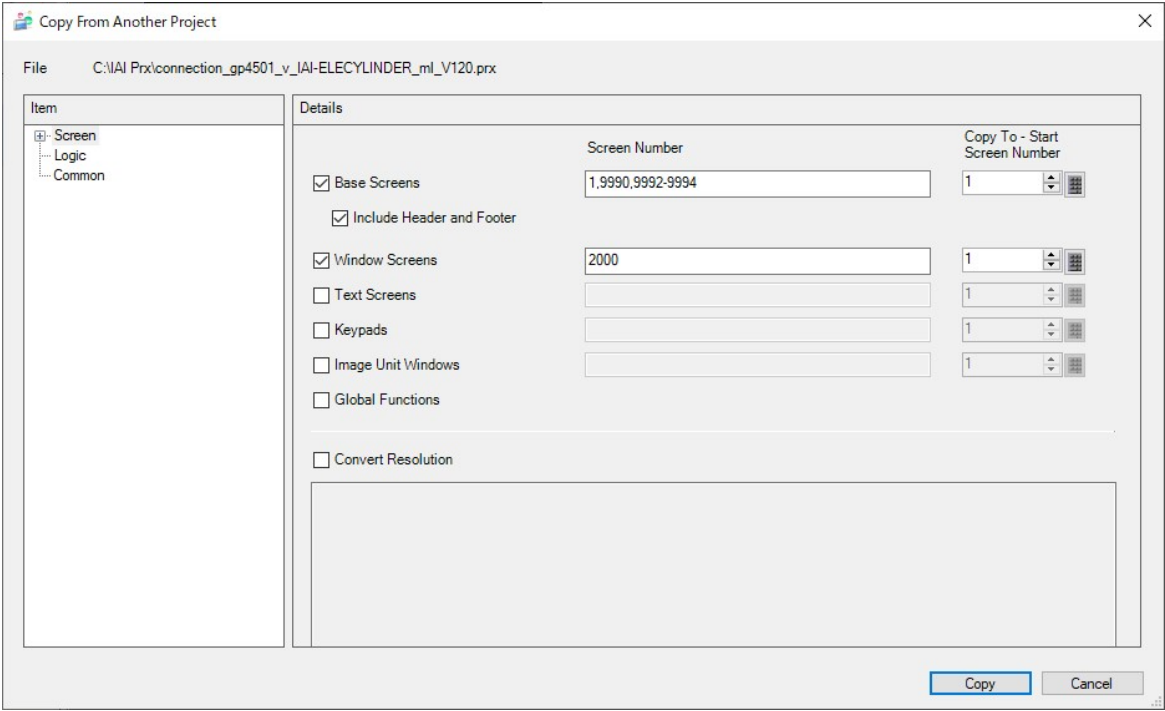 Copy From Another Project
File C:\IAI Prx\connection_gp4501_v_IAI-ELECYLINDER_ml_V120.prx
Item
Screen
Logic
Common
Details
Screen Number
Copy To - Start
Screen Number
Base Screens 1,9990,9992-9994 1
Include Header and Footer
Window Screens 2000 1
Text Screens 1
Keypads 1
Image Unit Windows 1
Global Functions
Convert Resolution
Copy Cancel